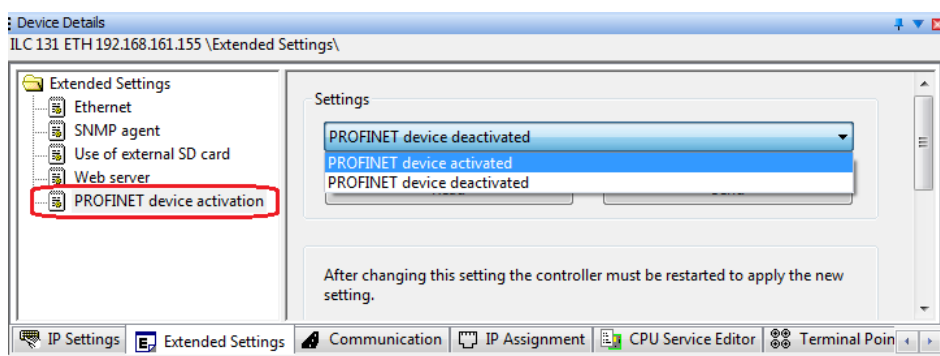 Device Details
ILC 131 ETH 192.168.161.155 \Extended Settings\
Extended Settings
Ethernet
SNMP agent
Use of external SD card
Web server
PROFINET device activation
Settings
PROFINET device deactivated
PROFINET device activated
PROFINET device deactivated
After changing this setting the controller must be restarted to apply the new
setting.
IP Settings
Extended Settings
Communication
IP Assignment
CPU Service Editor
Terminal Poin